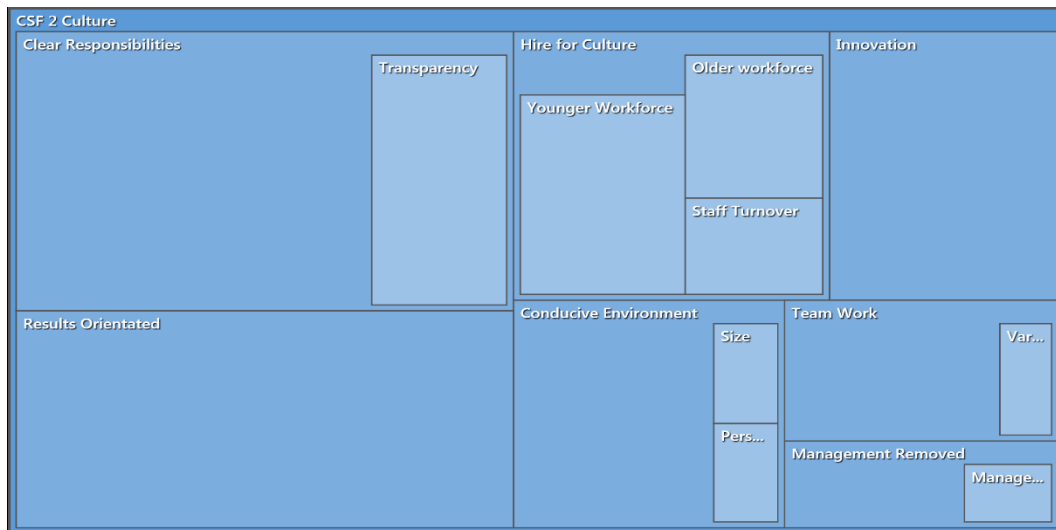 CSF 2 Culture
Clear Responsibilities
Transparency
Hire for Culture
Older workforce
Younger Workforce
Staff Turnover
Innovation
Results Orientated
Conducive Environment
Size
Pers...
Team Work
Var...
Management Removed
Manage...